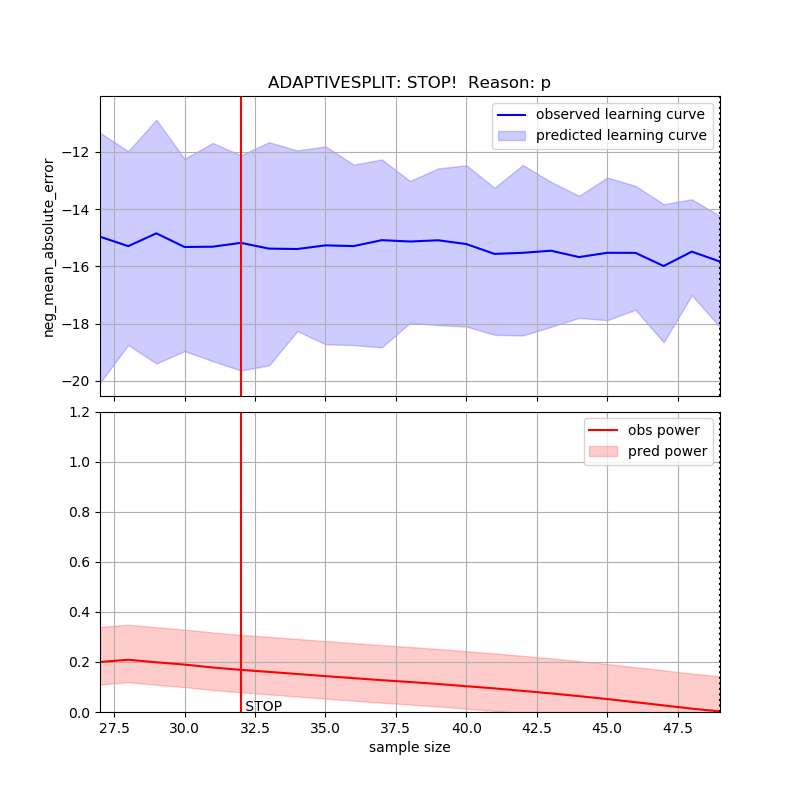 ADAPTIVESPLIT: STOP!  Reason: p
observed learning curve
predicted learning curve
neg_mean_absolute_error
−12
−14
−16
−18
−20
obs power
pred power
1.2
1.0
0.8
0.6
0.4
0.2
0.0
STOP
27.5 30.0 32.5 35.0 37.5 40.0 42.5 45.0 47.5
sample size